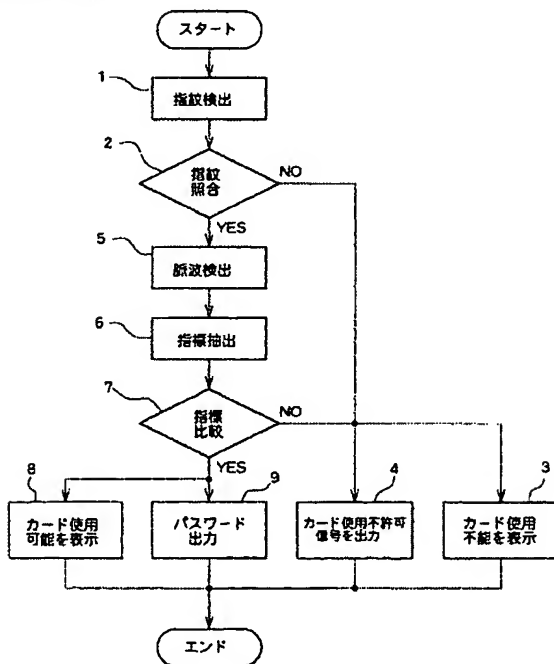 スタート
1
指紋検出
2
指紋
照合
NO
YES
5
脈波検出
6
指標抽出
7
指標
比較
NO
YES
8
カード使用
可能を表示
9
パスワード
出力
4
カード使用不許可
信号を出力
3
カード使用
不能を表示
エンド